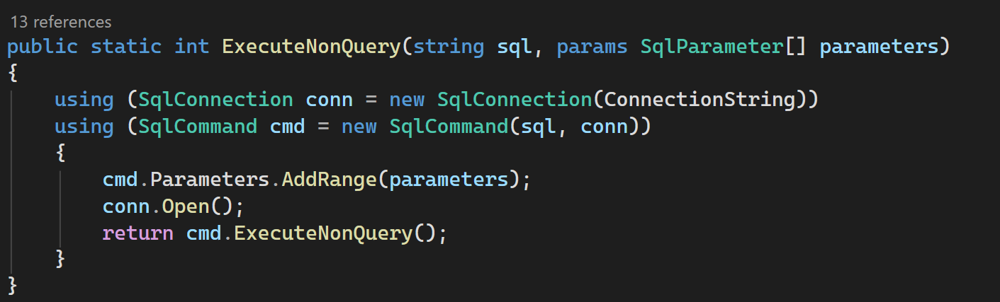 13 references
public static int ExecuteNonQuery(string sql, params SqlParameter[] parameters)
{
    using (SqlConnection conn = new SqlConnection(ConnectionString))
    using (SqlCommand cmd = new SqlCommand(sql, conn))
    {
        cmd.Parameters.AddRange(parameters);
        conn.Open();
        return cmd.ExecuteNonQuery();
    }
}